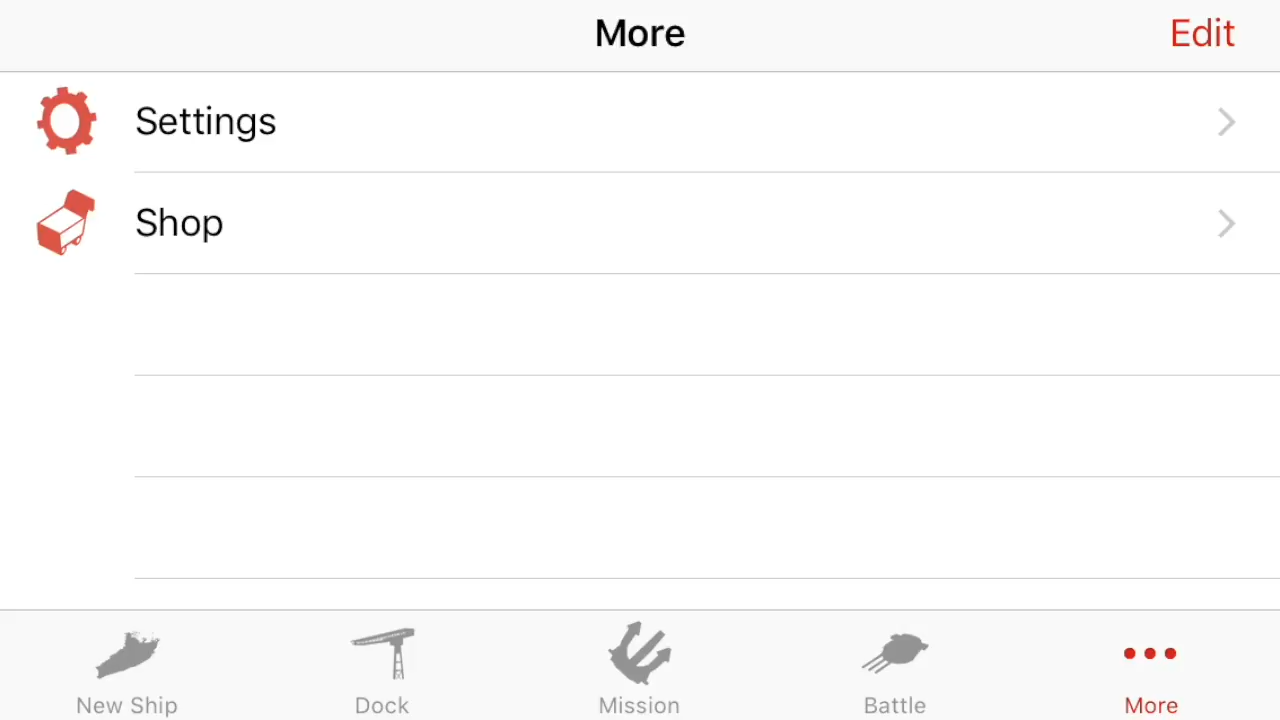 More
Edit
Settings
Shop
New Ship
Dock
Mission
Battle
More